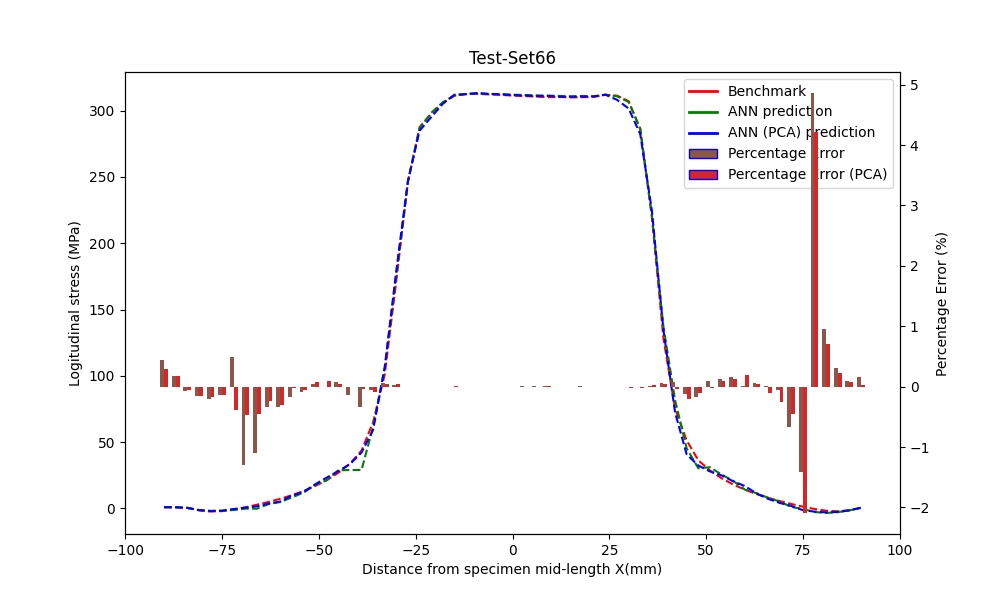 Test-Set66
Benchmark
ANN prediction
ANN (PCA) prediction
Percentage Error
Percentage Error (PCA)
Logitudinal stress (MPa)
300
250
200
150
100
50
0
5
4
3
2
1
0
−1
−2
Percentage Error (%)
−100 −75 −50 −25 0 25 50 75 100
Distance from specimen mid-length X(mm)